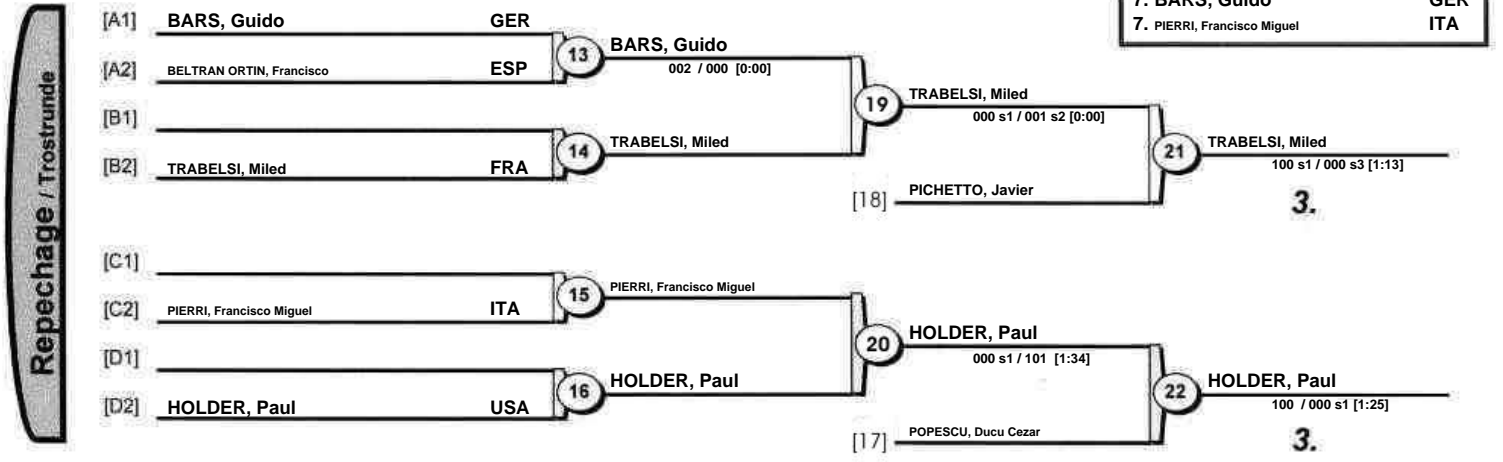 7. BARS, Guido GER
7. PIERRI, Francisco Miguel ITA
Repechage / Trostrunde
[A1] BARS, Guido GER
13
BARS, Guido
002 / 000 [0:00]
[A2] BELTRAN ORTIN, Francisco ESP
[B1]
14
TRABELSI, Miled
[B2] TRABELSI, Miled FRA
19
TRABELSI, Miled
000 s1 / 001 s2 [0:00]
21
TRABELSI, Miled
100 s1 / 000 s3 [1:13]
[18] PICHETTO, Javier
3.
[C1]
15
PIERRI, Francisco Miguel
[C2] PIERRI, Francisco Miguel ITA
[D1]
16
HOLDER, Paul
[D2] HOLDER, Paul USA
20
HOLDER, Paul
000 s1 / 101 [1:34]
22
HOLDER, Paul
100 / 000 s1 [1:25]
[17] POPESCU, Ducu Cezar
3.